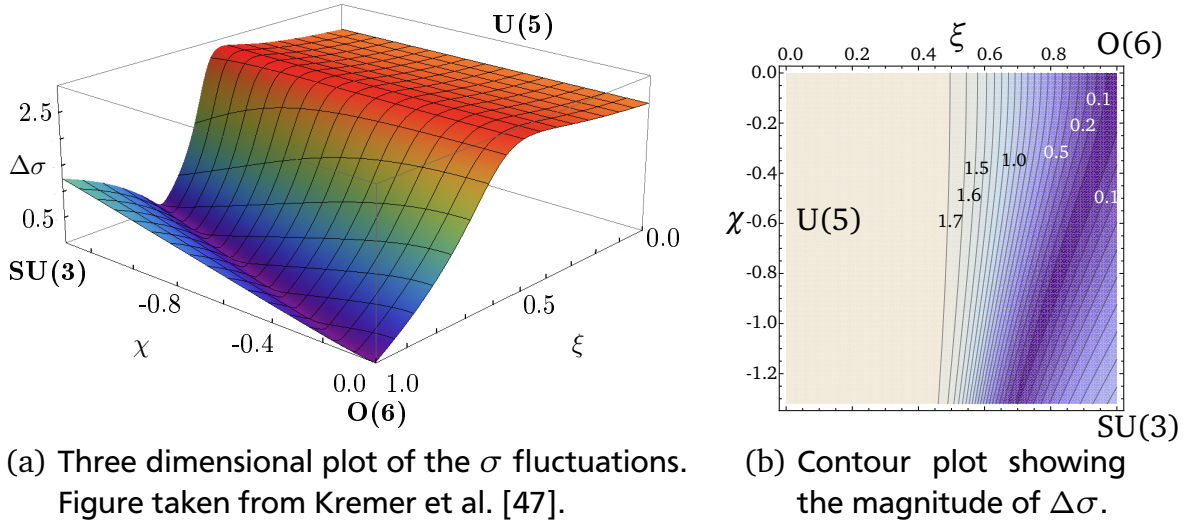 U(5)
2.5
Δσ
0.5
SU(3)
-0.8
χ
-0.4
0.0 1.0
O(6)
0.5
ξ
0.0
ξ
O(6)
0.0 0.2 0.4 0.6 0.8
0.0
-0.2
-0.4
-0.6
-0.8
-1.0
-1.2
χ
U(5)
0.1
0.2
0.5
1.0
1.5
1.6
1.7
0.1
SU(3)
(a) Three dimensional plot of the σ fluctuations.
Figure taken from Kremer et al. [47].
(b) Contour plot showing
the magnitude of Δσ.